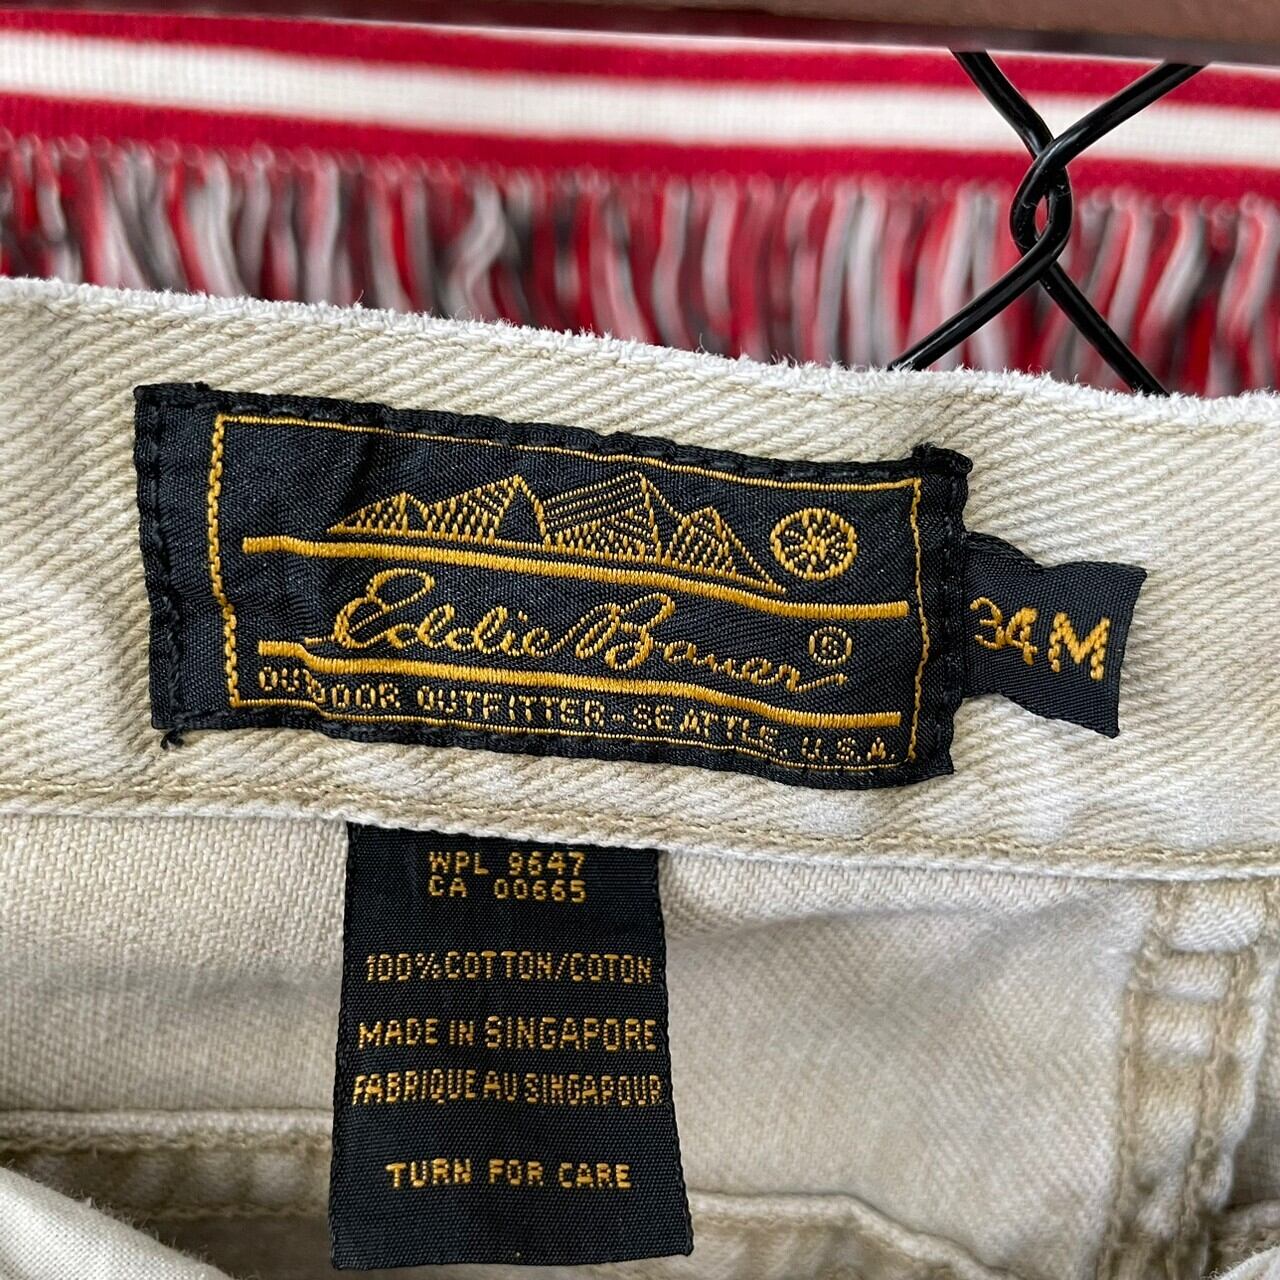 Eddie Bauer®
OUTDOOR OUTFITTER-SEATTLE, U.S.A.
34M
WPL 9647
CA 00665
100%COTTON/COTON
MADE IN SINGAPORE
FABRIQUE AU SINGAPOUR
TURN FOR CARE